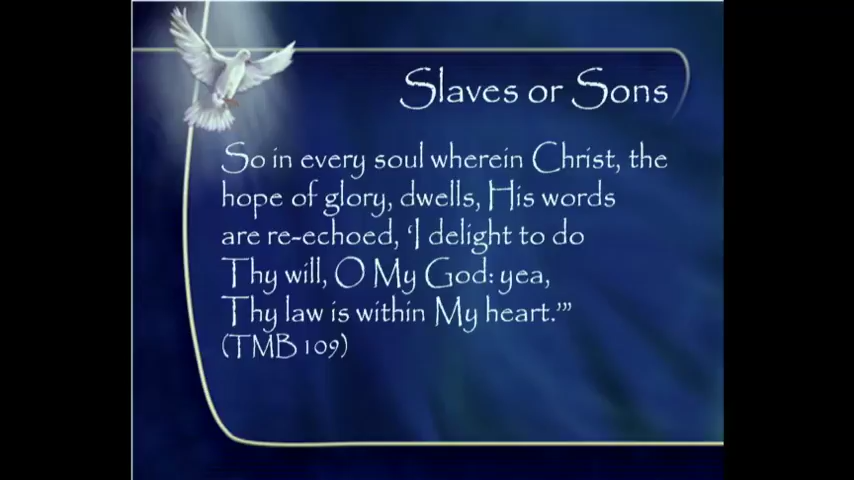 Slaves or Sons
So in every soul wherein Christ, the
hope of glory, dwells, His words
are re-echoed, ‘I delight to do
Thy will, O My God: yea,
Thy law is within My heart.’”
(TMB 109)